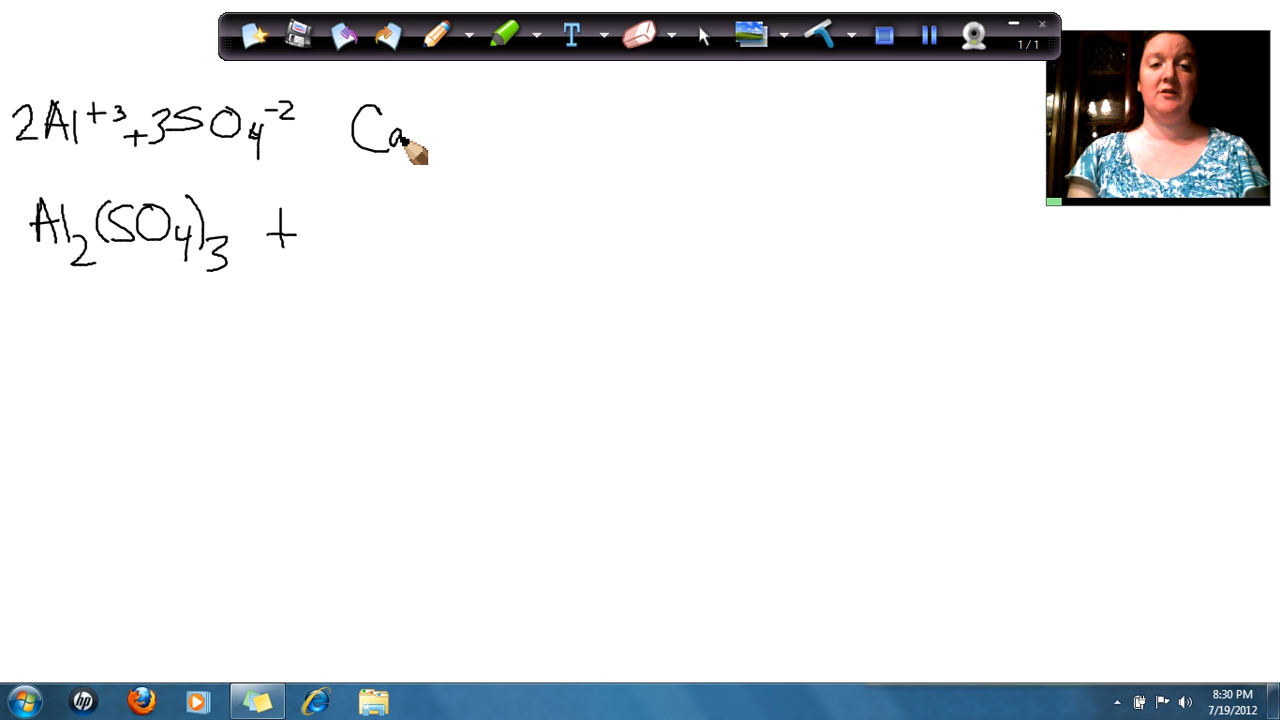 1/1
2Al⁺³+3SO₄⁻² Ca
Al₂(SO₄)₃ +
8:30 PM
7/19/2012